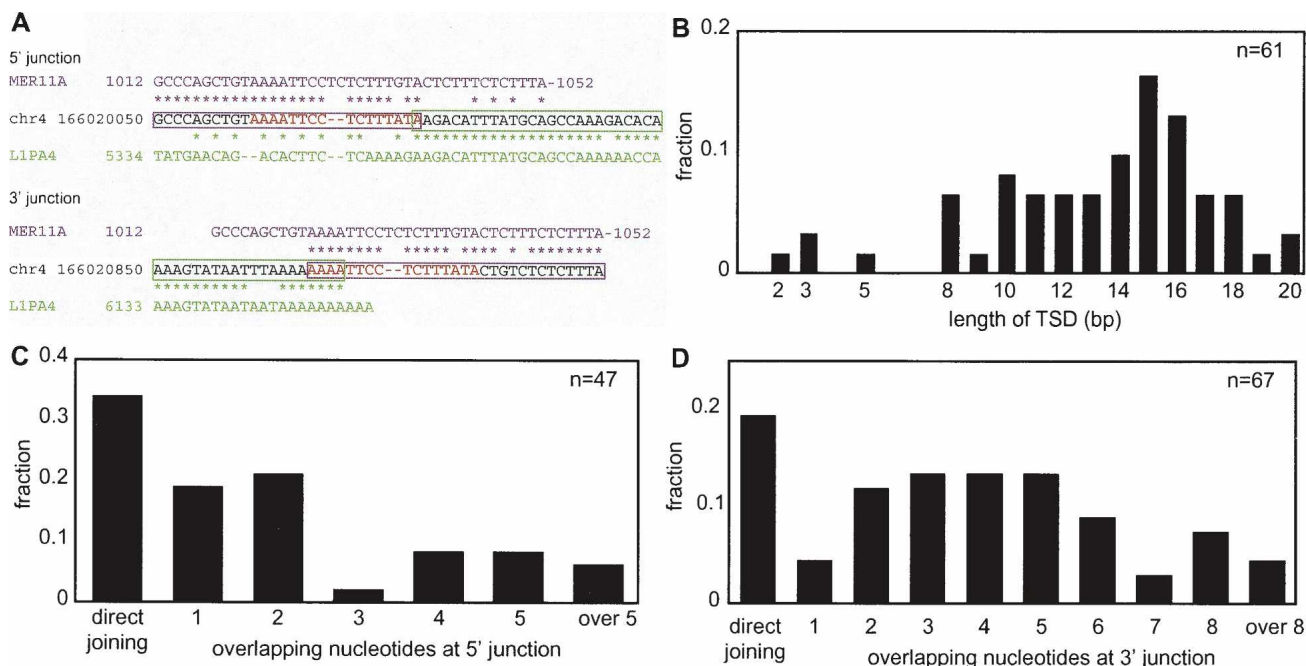 A
5' junction
MER11A 1012 GCCCAGCTGTAAAATTCCTCTCTTTGTACTCTTTCTCTTTA-1052
****************** ***** ** * * *
chr4 166020050 GCCCAGCTGTAAAATTCC--TCTTTATAAGACATTTATGCAGCCAAAGACACA
L1PA4 5334 TATGAACAG--ACACTTC--TCAAAAGAAGACATTTATGCAGCCAAAAAACCA
3' junction
MER11A 1012 GCCCAGCTGTAAAATTCCTCTCTTTGTACTCTTTCTCTTTA-1052
chr4 166020850 AAAGTATAATTTAAAAAAAATTCC--TCTTTATACTGTCTCTCTTTA
L1PA4 6133 AAAGTATAATAATAAAAAAAAAA
B
n=61
fraction
0.2
0.1
0
2 3 5 8 10 12 14 16 18 20
length of TSD (bp)
C
n=47
fraction
0.4
0.3
0.2
0.1
0
direct joining 1 2 3 4 5 over 5
overlapping nucleotides at 5' junction
D
n=67
fraction
0.2
0.1
0
direct joining 1 2 3 4 5 6 7 8 over 8
overlapping nucleotides at 3' junction